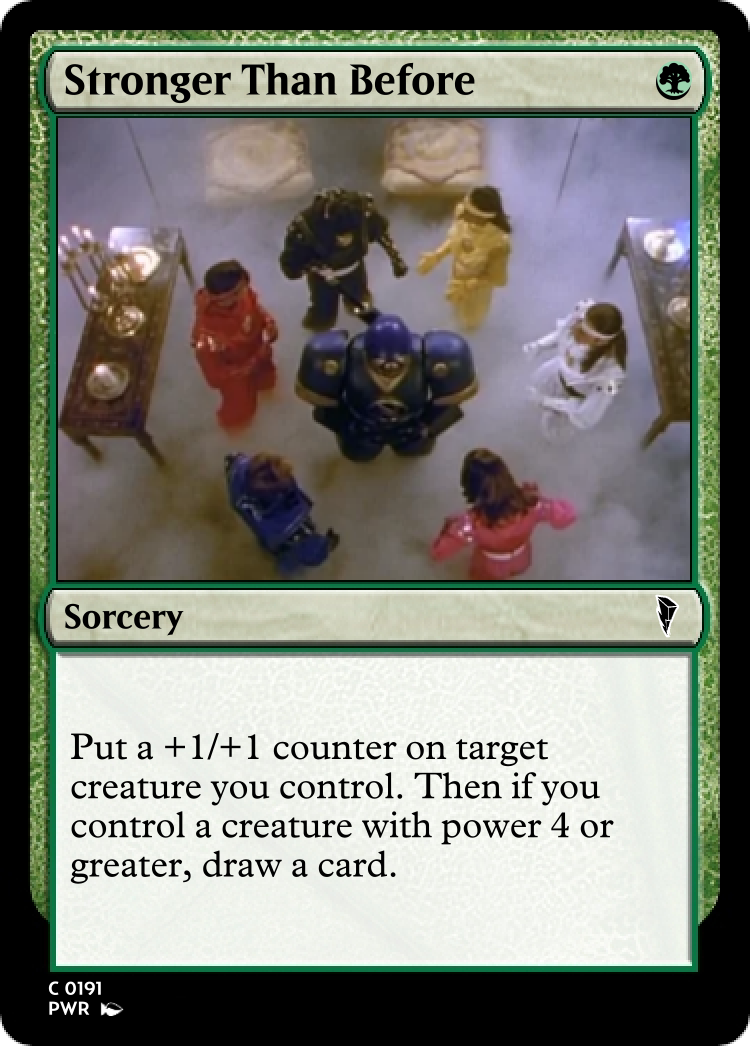 Stronger Than Before
Sorcery
Put a +1/+1 counter on target
creature you control. Then if you
control a creature with power 4 or
greater, draw a card.
C 0191
PWR